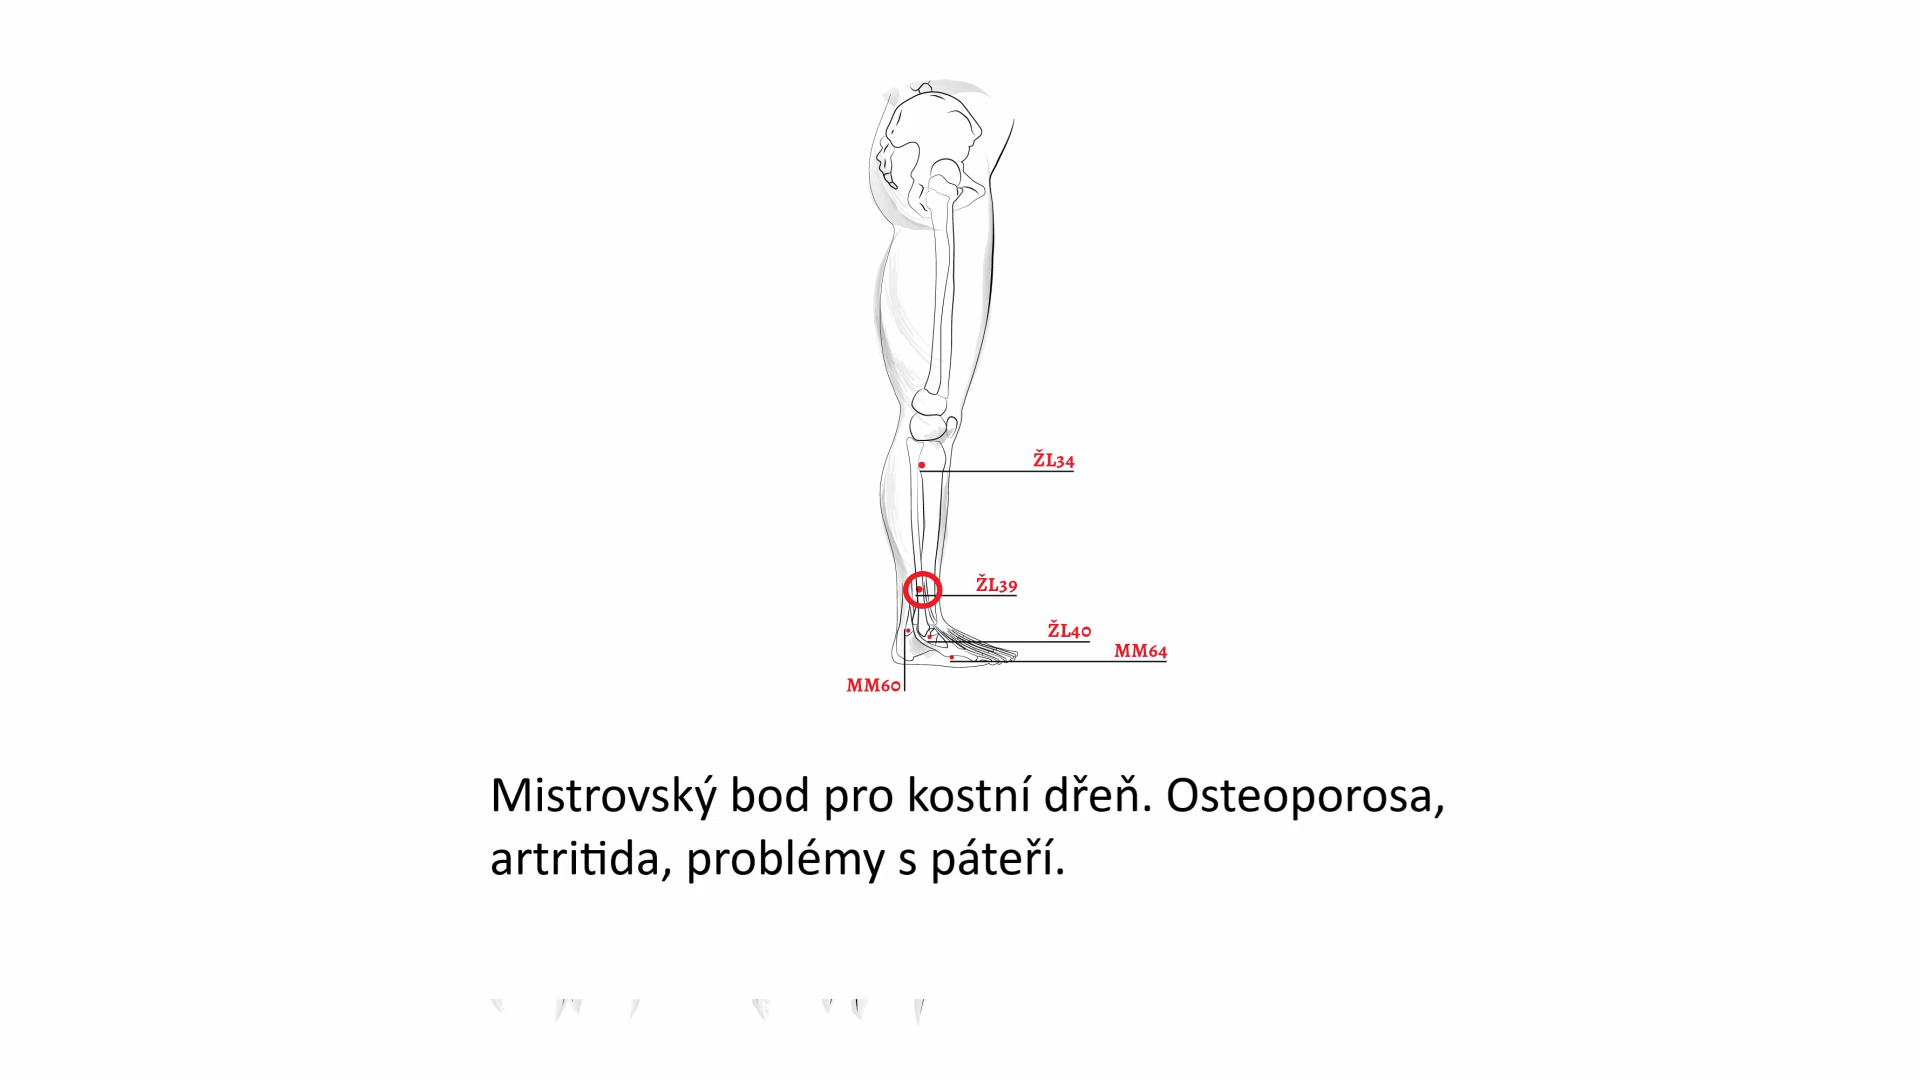 ŽL34
ŽL39
ŽL40
MM64
MM60
Mistrovský bod pro kostní dřeň. Osteoporosa,
artritida, problémy s páteří.